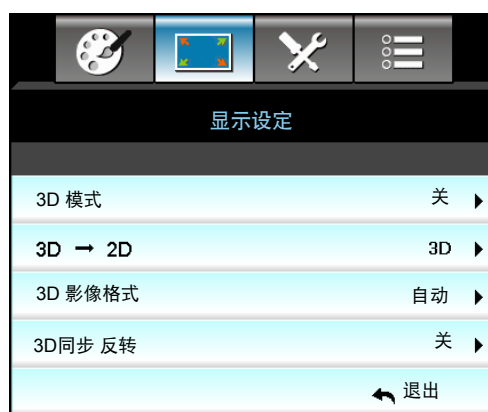 显示设定
3D 模式 关
3D → 2D 3D
3D 影像格式 自动
3D同步 反转 关
退出